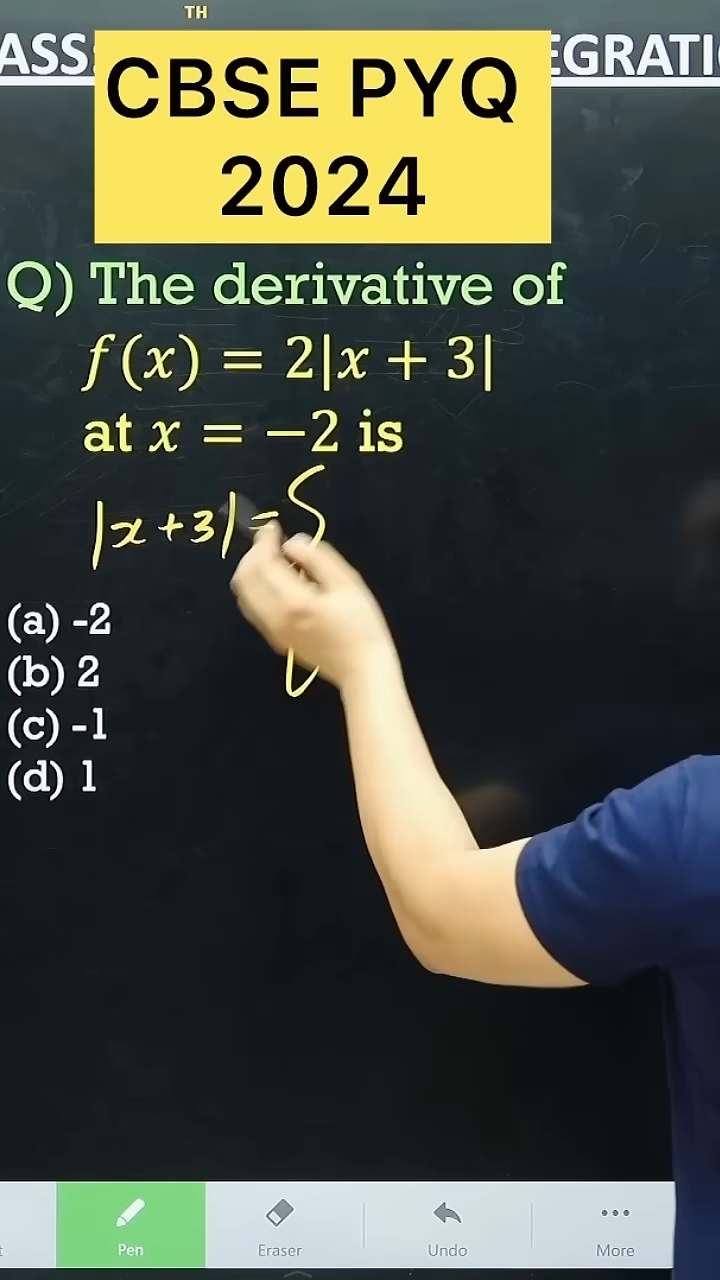 TH
ASS
EGRATI
CBSE PYQ
2024
Q) The derivative of
f(x) = 2|x + 3|
at x = −2 is
|x+3| = {
(a) -2
(b) 2
(c) -1
(d) 1
Pen
Eraser
Undo
More